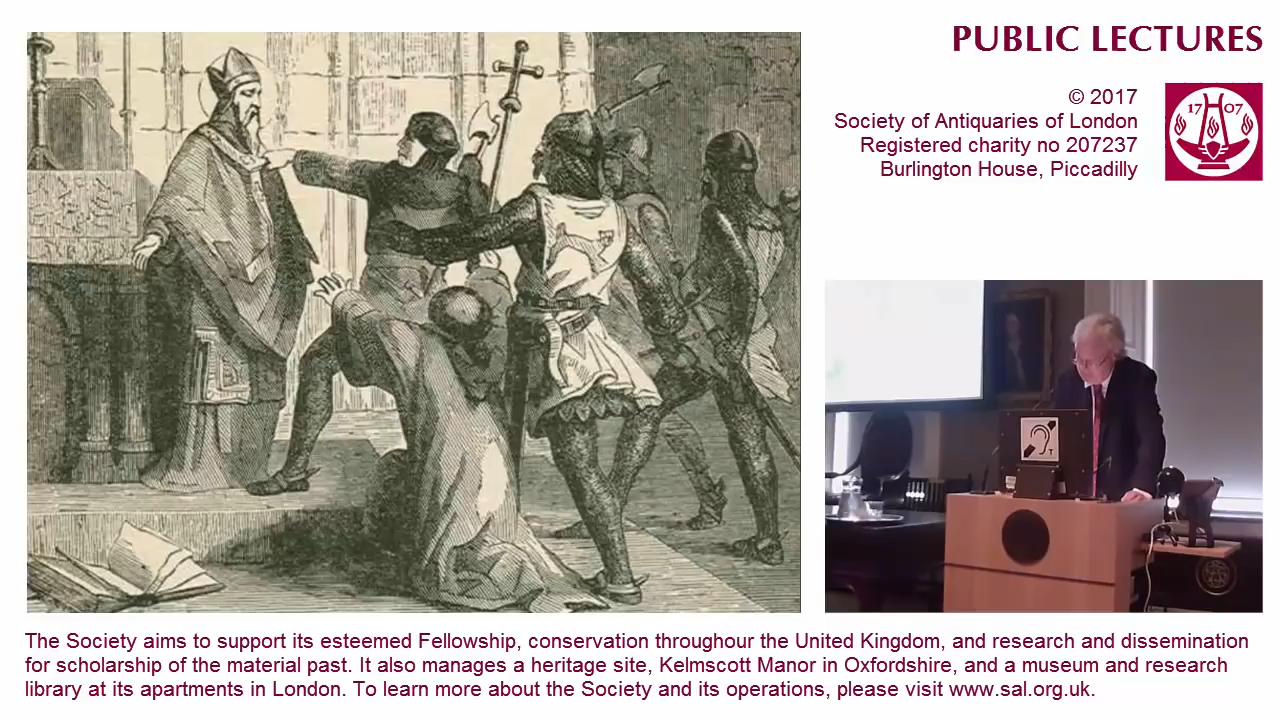 PUBLIC LECTURES
© 2017
Society of Antiquaries of London
Registered charity no 207237
Burlington House, Piccadilly
17 07
T
The Society aims to support its esteemed Fellowship, conservation throughour the United Kingdom, and research and dissemination
for scholarship of the material past. It also manages a heritage site, Kelmscott Manor in Oxfordshire, and a museum and research
library at its apartments in London. To learn more about the Society and its operations, please visit www.sal.org.uk.